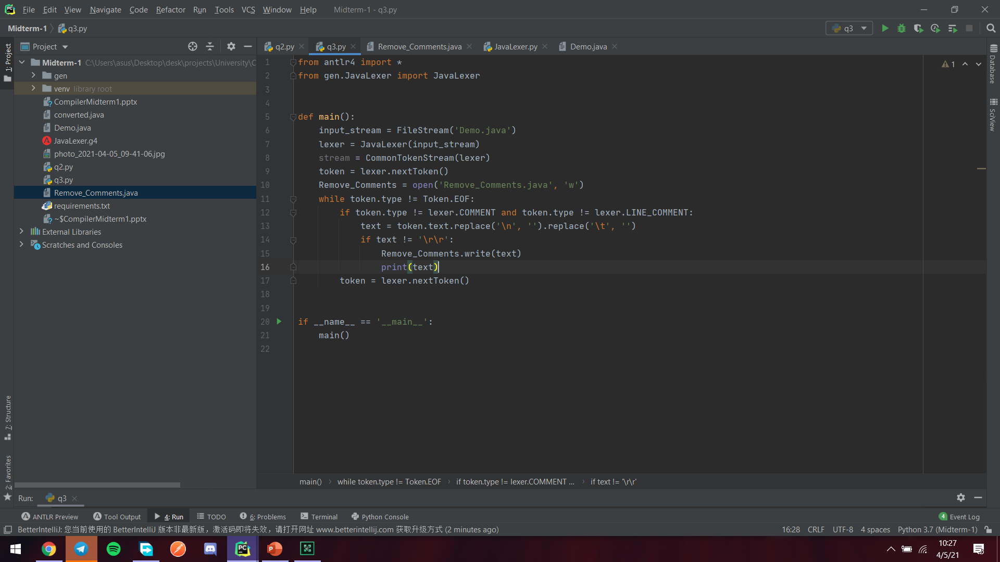 File Edit View Navigate Code Refactor Run Tools VCS Window Help Midterm-1 - q3.py
Midterm-1 q3.py q3
1: Project
Project
q2.py q3.py Remove_Comments.java JavaLexer.py Demo.java
Midterm-1 C:\Users\asus\Desktop\desk\projects\University\C
gen
venv library root
CompilerMidterm1.pptx
converted.java
Demo.java
JavaLexer.g4
photo_2021-04-05_09-41-06.jpg
q2.py
q3.py
Remove_Comments.java
requirements.txt
~$CompilerMidterm1.pptx
External Libraries
Scratches and Consoles
7: Structure
2: Favorites
1 from antlr4 import *
2 from gen.JavaLexer import JavaLexer
3
4
5 def main():
6 input_stream = FileStream('Demo.java')
7 lexer = JavaLexer(input_stream)
8 stream = CommonTokenStream(lexer)
9 token = lexer.nextToken()
10 Remove_Comments = open('Remove_Comments.java', 'w')
11 while token.type != Token.EOF:
12 if token.type != lexer.COMMENT and token.type != lexer.LINE_COMMENT:
13 text = token.text.replace('\n', '').replace('\t', '')
14 if text != '\r\r':
15 Remove_Comments.write(text)
16 print(text)
17 token = lexer.nextToken()
18
19
20 if __name__ == '__main__':
21 main()
22
1
Database
SciView
main() while token.type != Token.EOF if token.type != lexer.COMMENT ... if text != '\r\r'
Run: q3
ANTLR Preview Tool Output 4: Run TODO 6: Problems Terminal Python Console 4 Event Log
BetterIntelliJ: 您当前使用的 BetterIntelliJ 版本非最新版，激活码即将失效，请打开网址 www.betterintellij.com 获取升级方式 (2 minutes ago) 16:28 CRLF UTF-8 4 spaces Python 3.7 (Midterm-1)
10:27
4/5/21